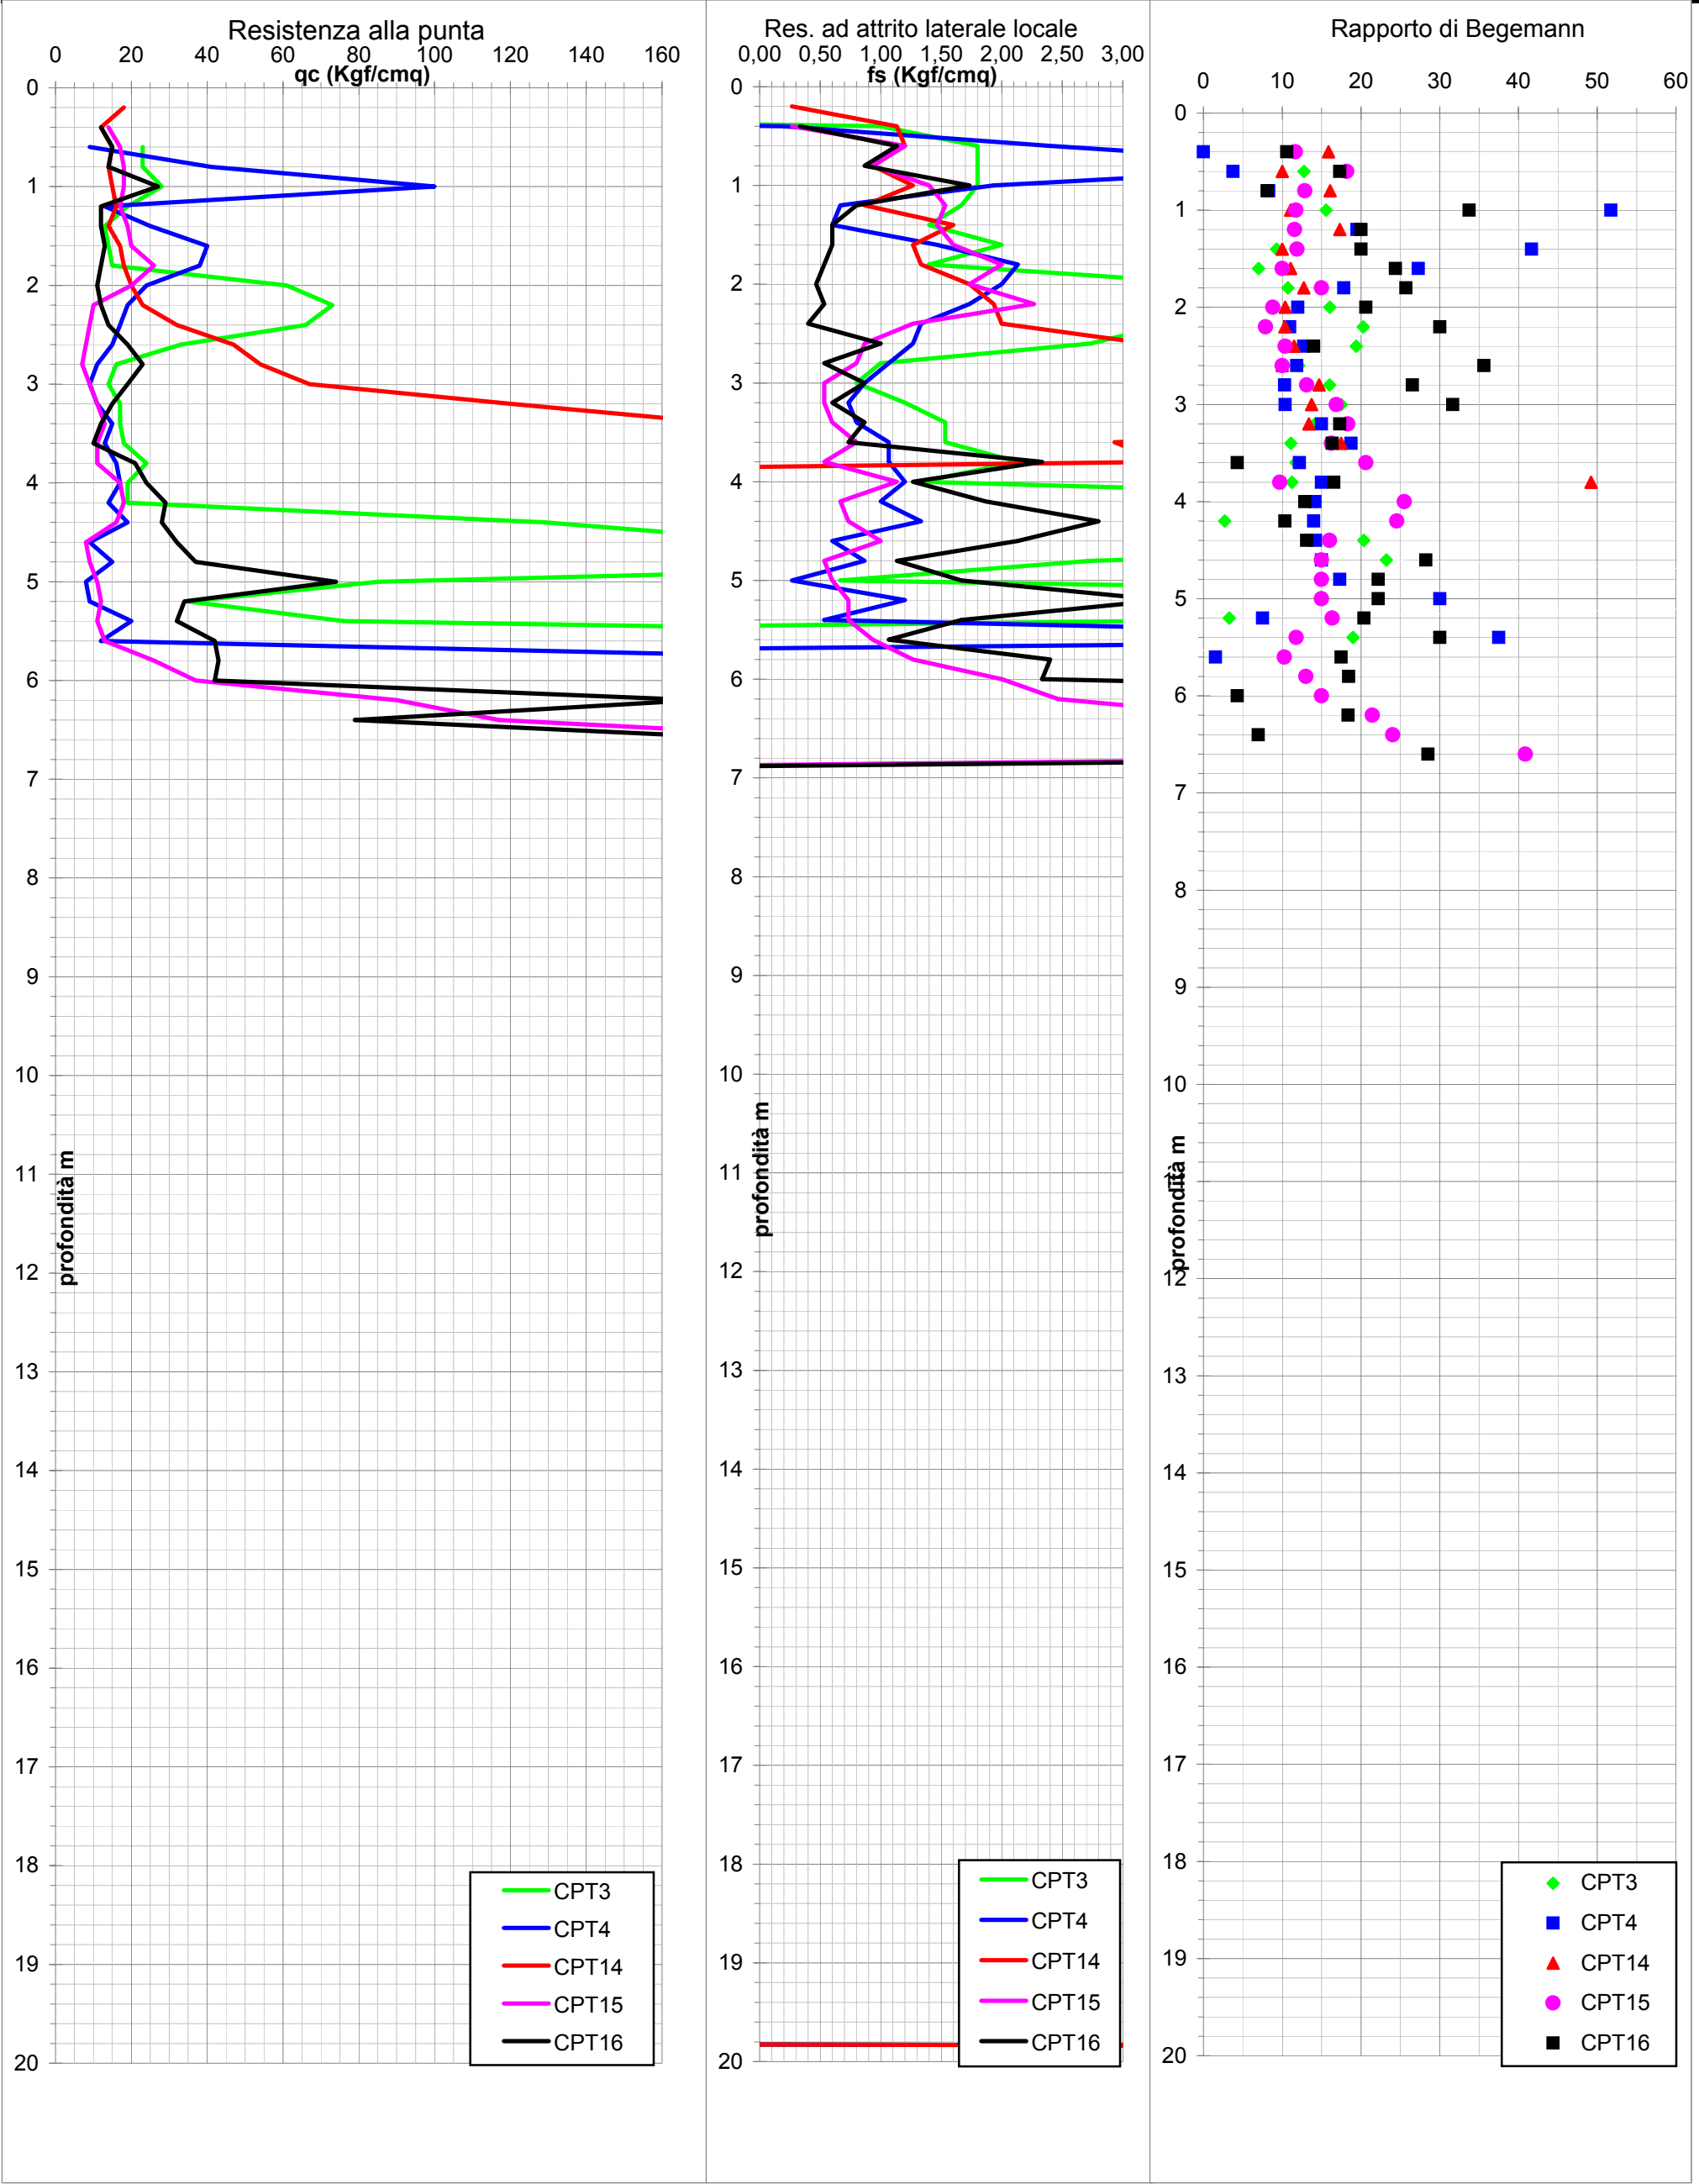 Resistenza alla punta
0 20 40 60 80 100 120 140 160
qc (Kgf/cmq)
0
1
2
3
4
5
6
7
8
9
10
11
12
13
14
15
16
17
18
19
20
profondità m
CPT3
CPT4
CPT14
CPT15
CPT16
Res. ad attrito laterale locale
0,00 0,50 1,00 1,50 2,00 2,50 3,00
fs (Kgf/cmq)
0
1
2
3
4
5
6
7
8
9
10
11
12
13
14
15
16
17
18
19
20
profondità m
CPT3
CPT4
CPT14
CPT15
CPT16
Rapporto di Begemann
0 10 20 30 40 50 60
0
1
2
3
4
5
6
7
8
9
10
11
12
13
14
15
16
17
18
19
20
profondità m
CPT3
CPT4
CPT14
CPT15
CPT16